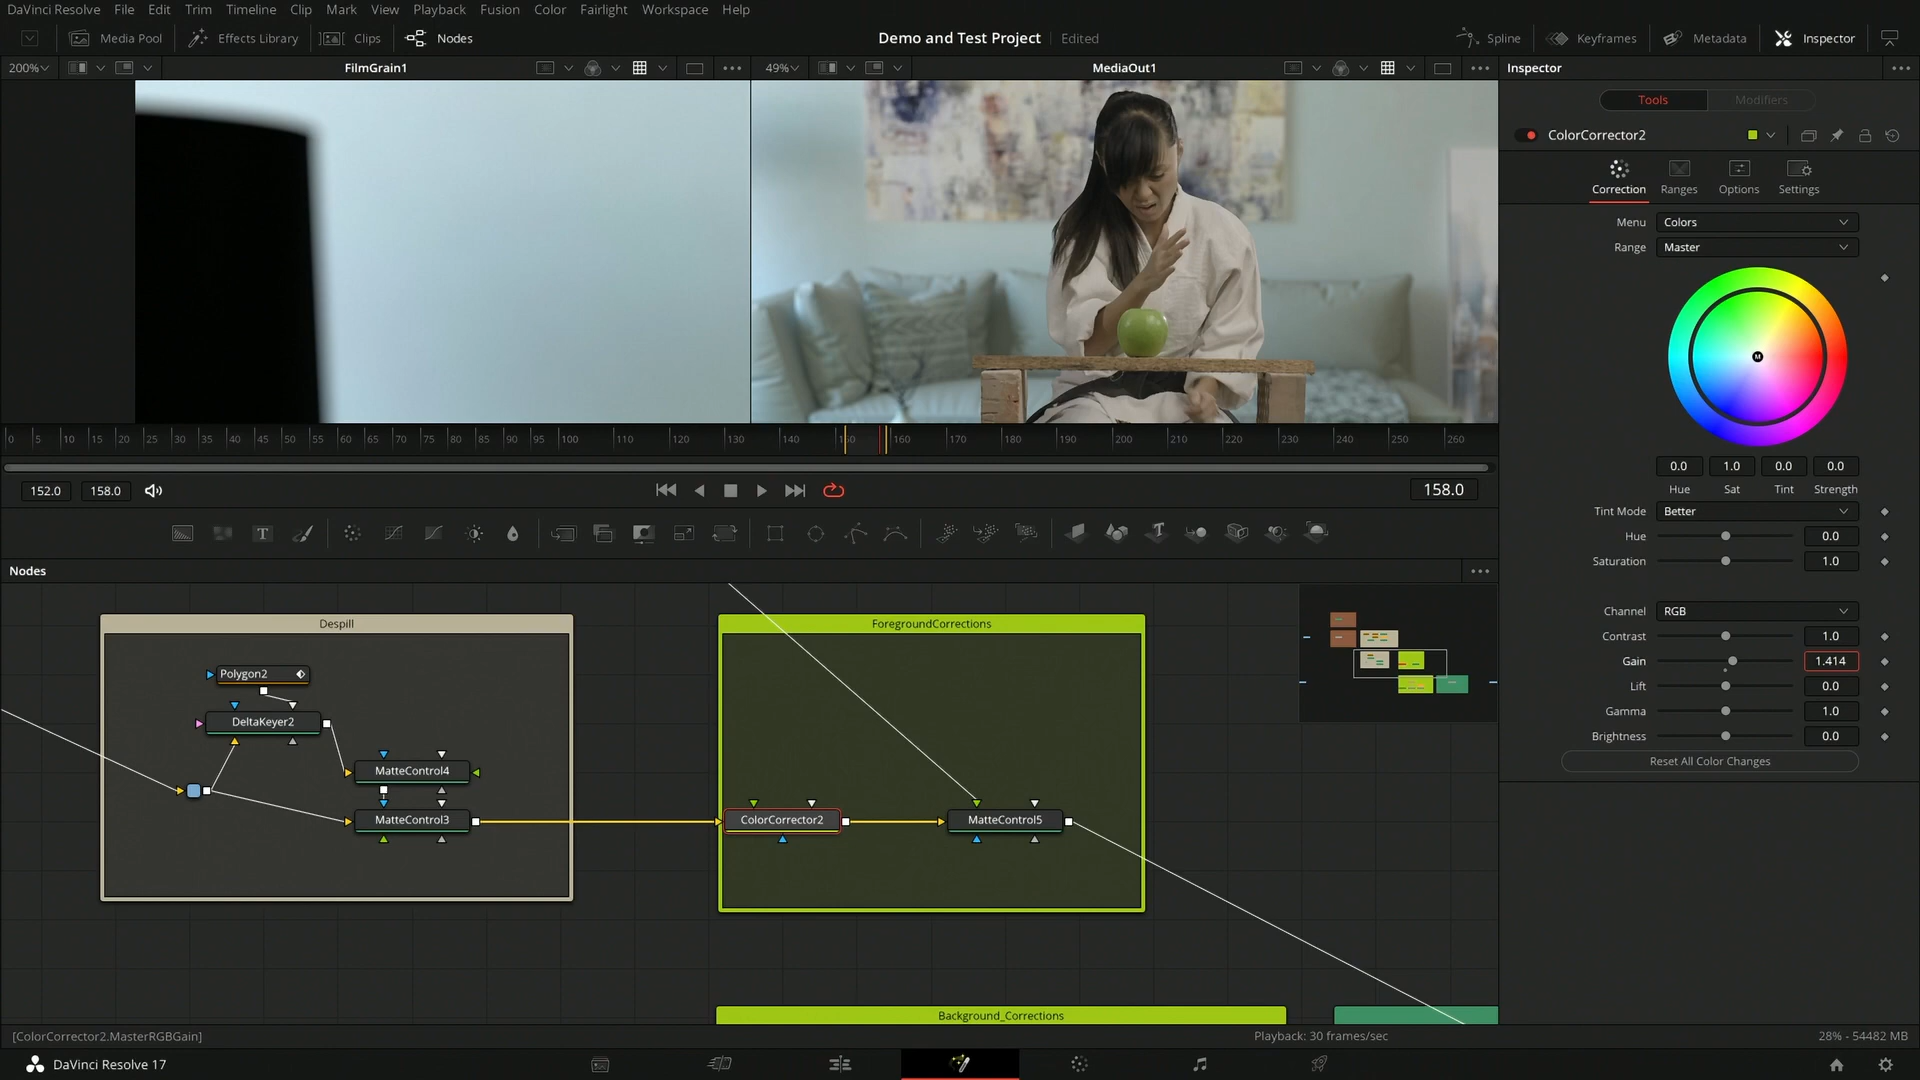 DaVinci Resolve File Edit Trim Timeline Clip Mark View Playback Fusion Color Fairlight Workspace Help
Media Pool Effects Library Clips Nodes Demo and Test Project Edited Spline Keyframes Metadata Inspector
200% FilmGrain1 49% MediaOut1 Inspector
Tools Modifiers
ColorCorrector2
Correction Ranges Options Settings
Menu Colors
Range Master
M
0 5 10 15 20 25 30 35 40 45 50 55 60 65 70 75 80 85 90 95 100 110 120 130 140 150 160 170 180 190 200 210 220 230 240 250 260
0.0 1.0 0.0 0.0
Hue Sat Tint Strength
152.0 158.0 158.0
Tint Mode Better
Hue 0.0
Saturation 1.0
Nodes
Channel RGB
Contrast 1.0
Gain 1.414
Lift 0.0
Gamma 1.0
Brightness 0.0
Reset All Color Changes
Despill
Polygon2
DeltaKeyer2
MatteControl4
MatteControl3
ForegroundCorrections
ColorCorrector2
MatteControl5
Background_Corrections
[ColorCorrector2.MasterRGBGain] Playback: 30 frames/sec 28% - 54482 MB
DaVinci Resolve 17